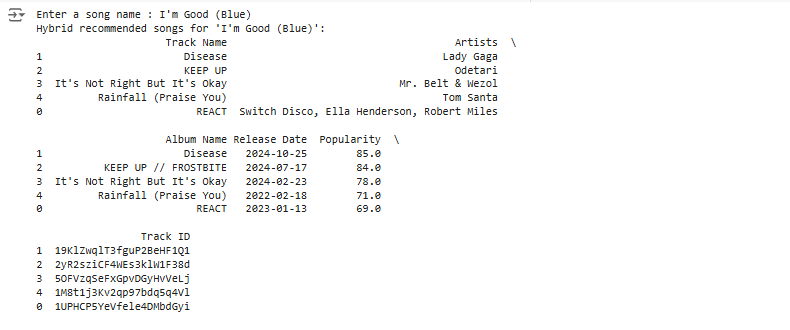 Enter a song name : I'm Good (Blue)
Hybrid recommended songs for 'I'm Good (Blue)':
Track Name Artists \
1 Disease Lady Gaga
2 KEEP UP Odetari
3 It's Not Right But It's Okay Mr. Belt & Wezol
4 Rainfall (Praise You) Tom Santa
0 REACT Switch Disco, Ella Henderson, Robert Miles
Album Name Release Date Popularity \
1 Disease 2024-10-25 85.0
2 KEEP UP // FROSTBITE 2024-07-17 84.0
3 It's Not Right But It's Okay 2024-02-23 78.0
4 Rainfall (Praise You) 2022-02-18 71.0
0 REACT 2023-01-13 69.0
Track ID
1 19KlZwqlT3fguP2BeHF1Q1
2 2yR2sziCF4WEs3klW1F38d
3 5OFVzqSeFxGpvDGyHvVeLj
4 1M8t1j3Kv2qp97bdq5q4Vl
0 1UPHCP5YeVfele4DMbdGyi